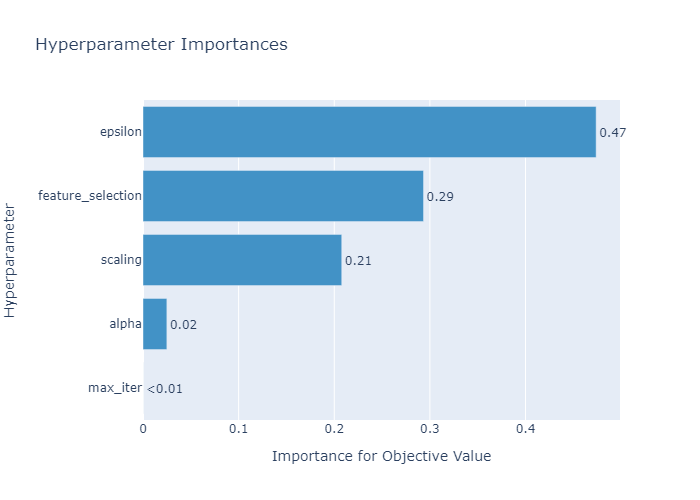 Hyperparameter Importances
Hyperparameter
epsilon 0.47
feature_selection 0.29
scaling 0.21
alpha 0.02
max_iter <0.01
0 0.1 0.2 0.3 0.4
Importance for Objective Value